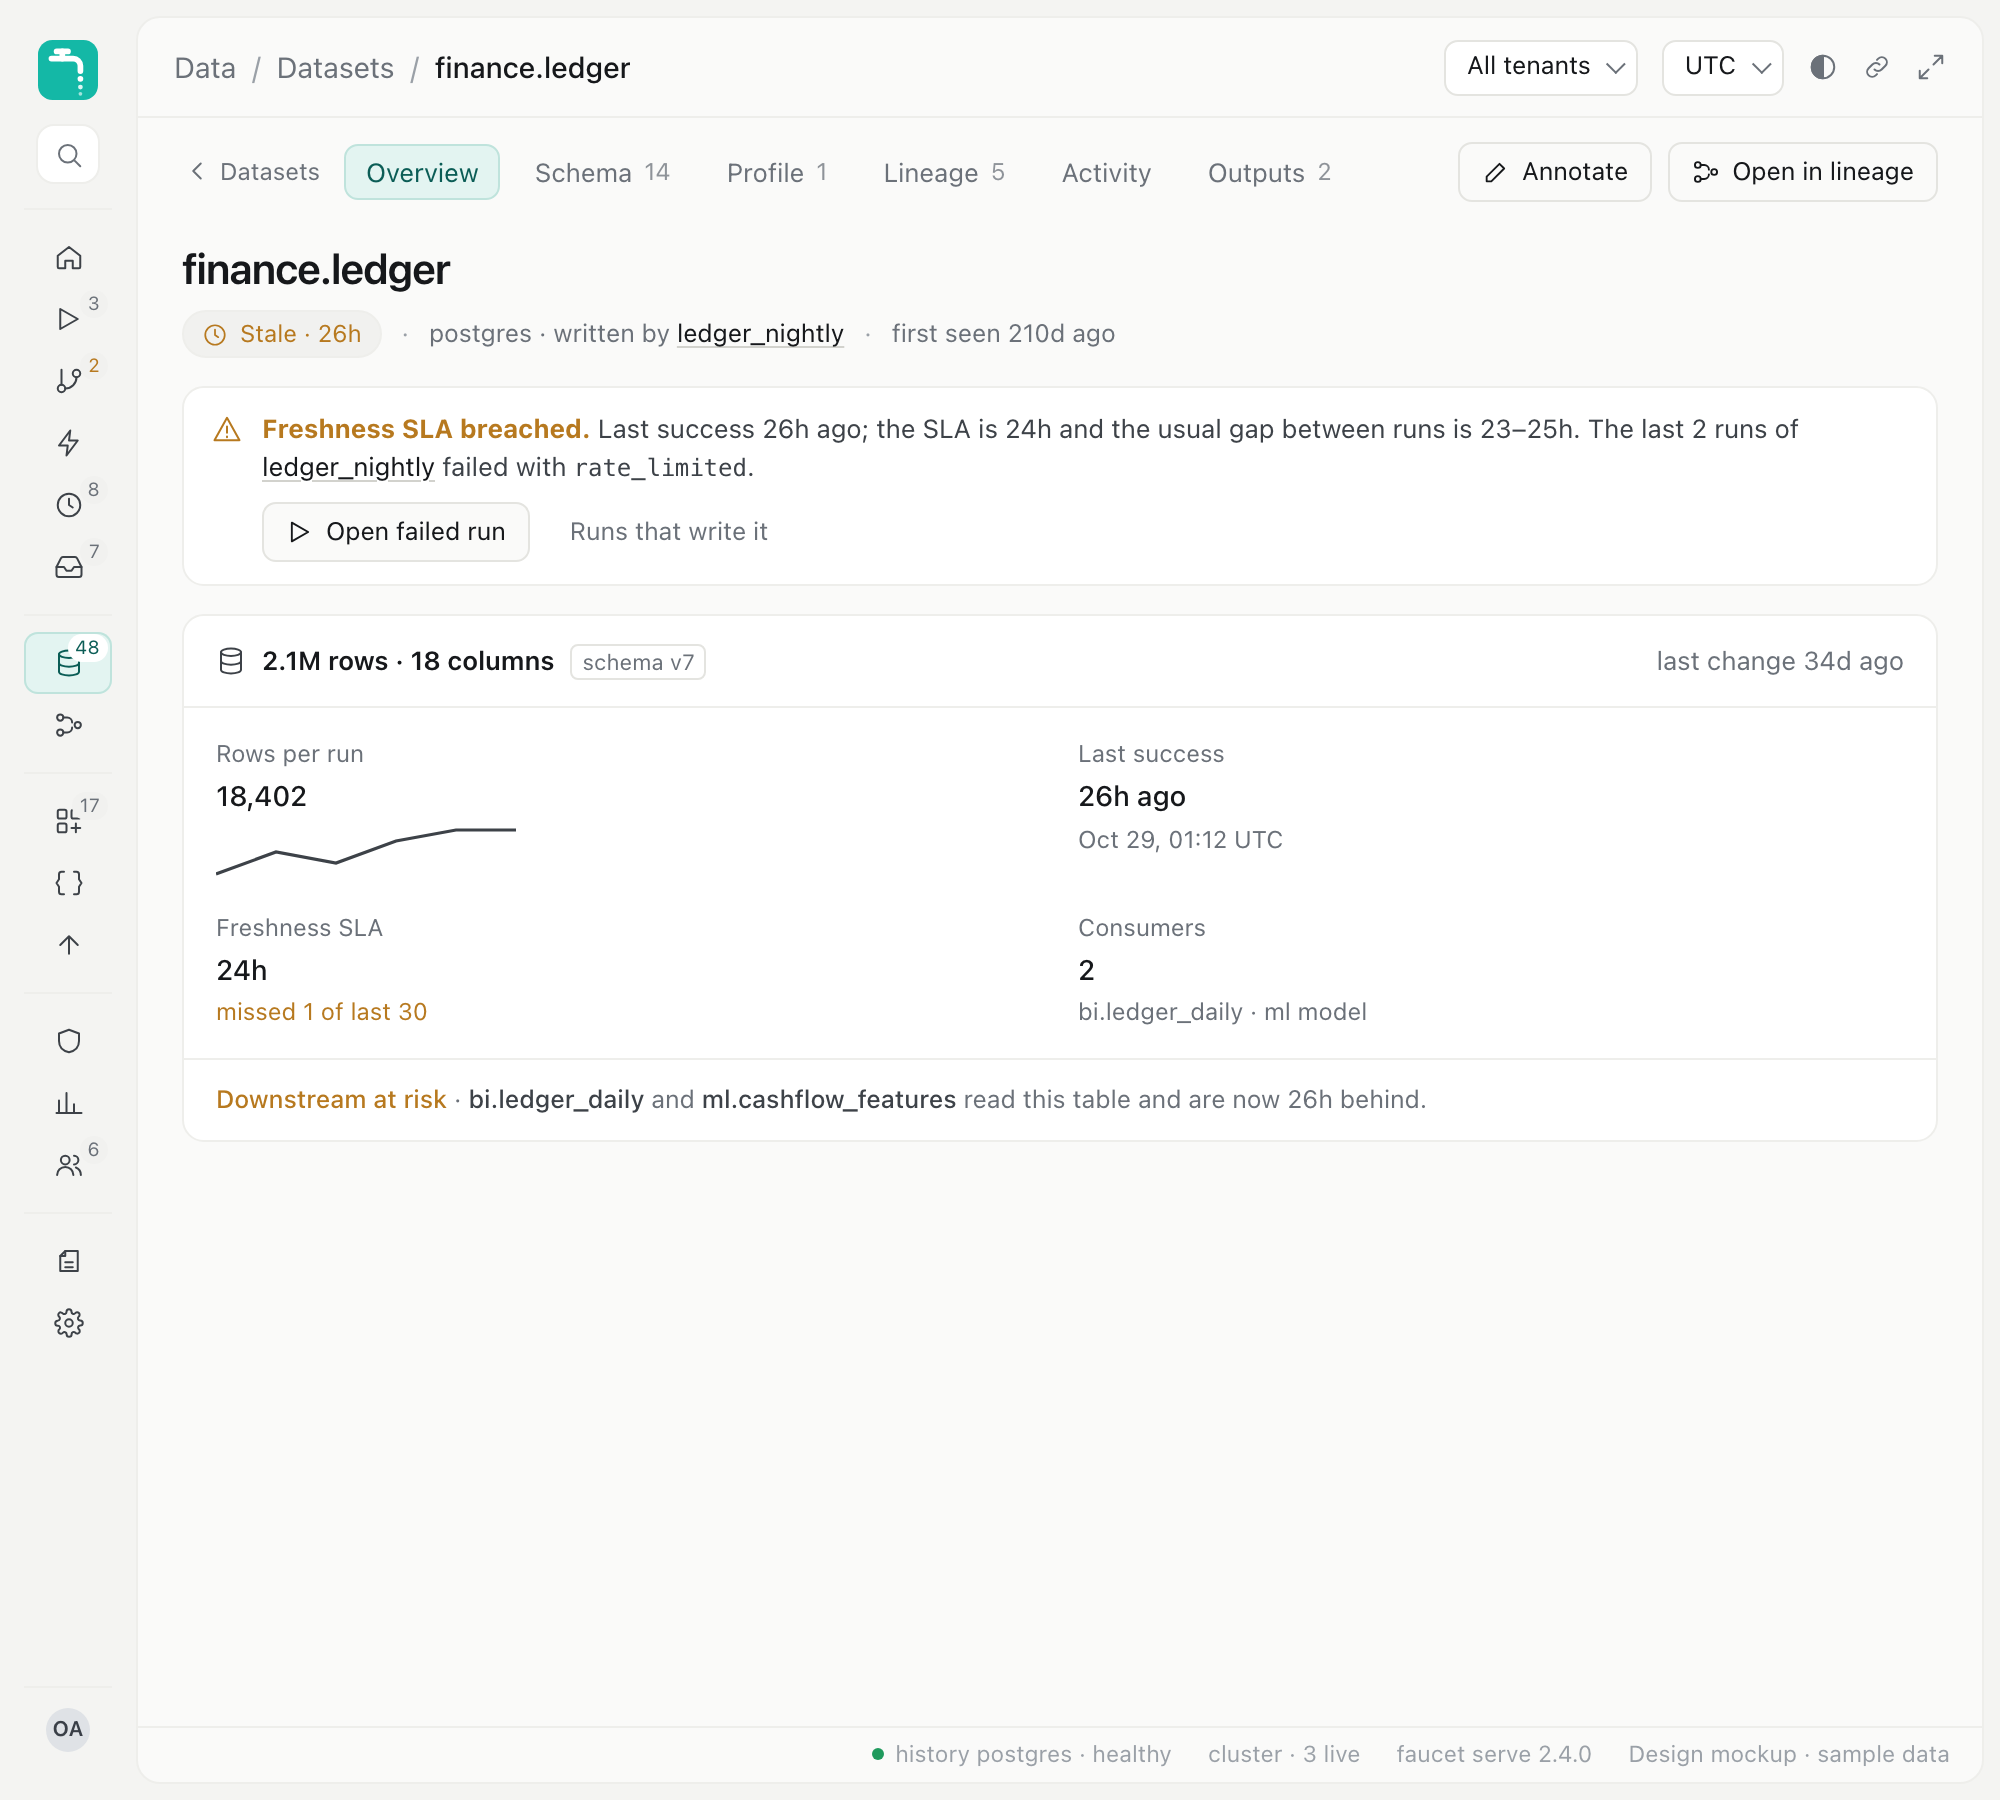 Data / Datasets / finance.ledger
All tenants
UTC
Datasets
Overview
Schema 14
Profile 1
Lineage 5
Activity
Outputs 2
Annotate
Open in lineage
3
2
8
7
48
17
6
OA
finance.ledger
Stale · 26h · postgres · written by ledger_nightly · first seen 210d ago
Freshness SLA breached. Last success 26h ago; the SLA is 24h and the usual gap between runs is 23–25h. The last 2 runs of
ledger_nightly failed with rate_limited.
Open failed run
Runs that write it
2.1M rows · 18 columns
schema v7
last change 34d ago
Rows per run
18,402
Last success
26h ago
Oct 29, 01:12 UTC
Freshness SLA
24h
missed 1 of last 30
Consumers
2
bi.ledger_daily · ml model
Downstream at risk · bi.ledger_daily and ml.cashflow_features read this table and are now 26h behind.
history postgres · healthy
cluster · 3 live
faucet serve 2.4.0
Design mockup · sample data